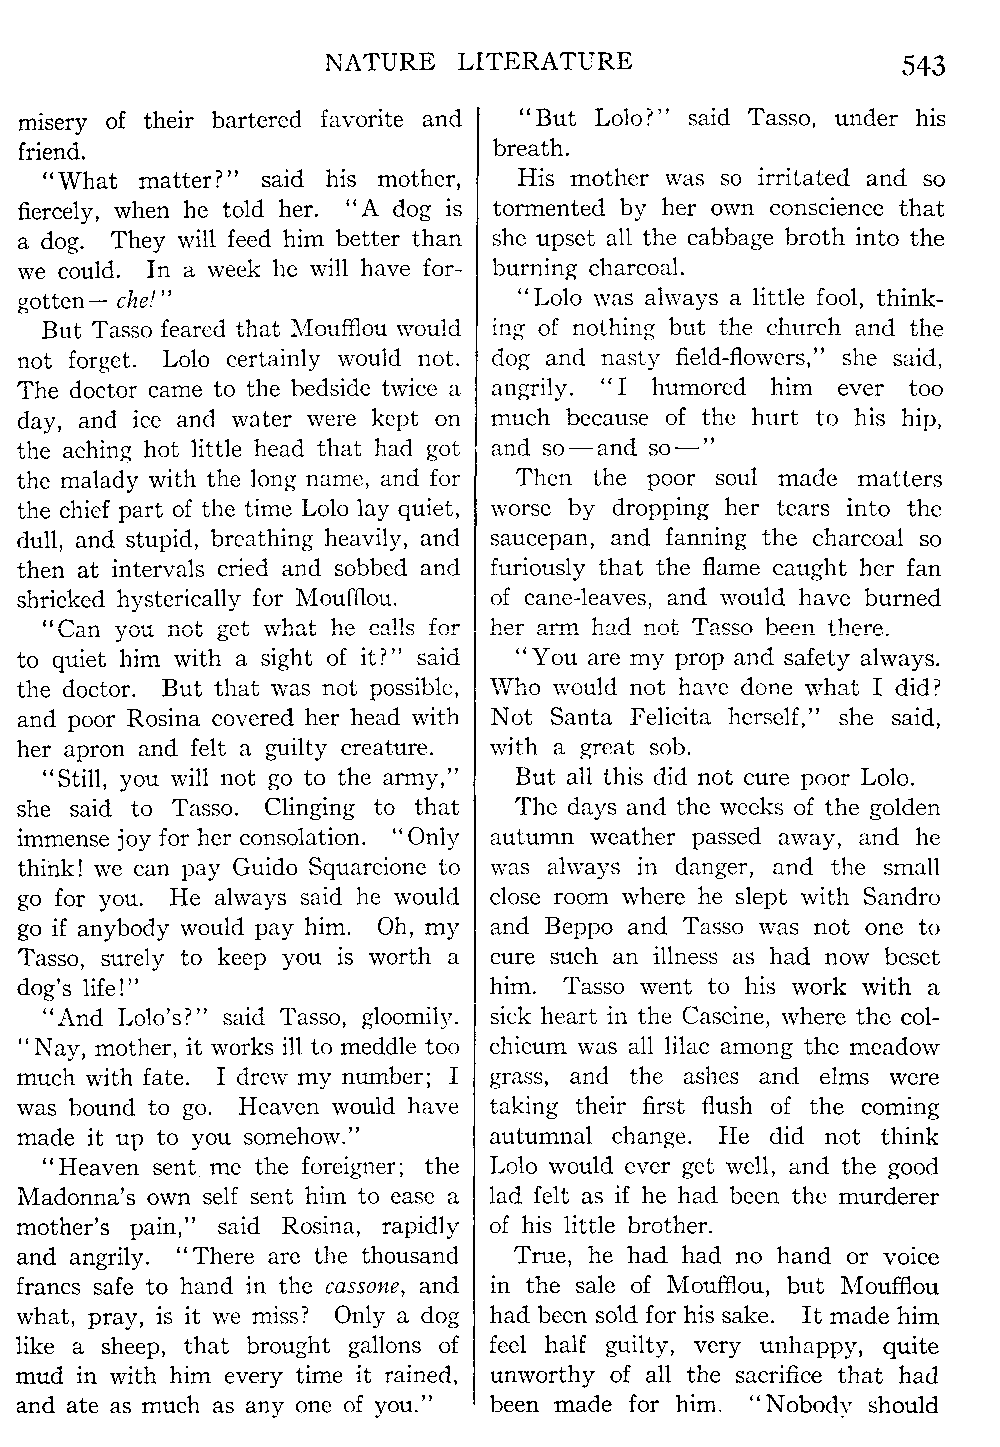 NATURE LITERATURE
543
misery of their bartered favorite and
friend.
"What matter?" said his mother,
fiercely, when he told her. "A dog is
a dog. They will feed him better than
we could. In a week he will have for-
gotten—che!"
But Tasso feared that Moufflou would
not forget. Lolo certainly would not.
The doctor came to the bedside twice a
day, and ice and water were kept on
the aching hot little head that had got
the malady with the long name, and for
the chief part of the time Lolo lay quiet,
dull, and stupid, breathing heavily, and
then at intervals cried and sobbed and
shrieked hysterically for Moufflou.
"Can you not get what he calls for
to quiet him with a sight of it?" said
the doctor. But that was not possible,
and poor Rosina covered her head with
her apron and felt a guilty creature.
"Still, you will not go to the army,"
she said to Tasso. Clinging to that
immense joy for her consolation. "Only
think! we can pay Guido Squarcione to
go for you. He always said he would
go if anybody would pay him. Oh, my
Tasso, surely to keep you is worth a
dog's life!"
"And Lolo's?" said Tasso, gloomily.
"Nay, mother, it works ill to meddle too
much with fate. I drew my number; I
was bound to go. Heaven would have
made it up to you somehow."
"Heaven sent me the foreigner; the
Madonna's own self sent him to ease a
mother's pain," said Rosina, rapidly
and angrily. "There are the thousand
francs safe to hand in the cassone, and
what, pray, is it we miss? Only a dog
like a sheep, that brought gallons of
mud in with him every time it rained,
and ate as much as any one of you."
"But Lolo?" said Tasso, under his
breath.
His mother was so irritated and so
tormented by her own conscience that
she upset all the cabbage broth into the
burning charcoal.
"Lolo was always a little fool, think-
ing of nothing but the church and the
dog and nasty field-flowers," she said,
angrily. "I humored him ever too
much because of the hurt to his hip,
and so—and so—"
Then the poor soul made matters
worse by dropping her tears into the
saucepan, and fanning the charcoal so
furiously that the flame caught her fan
of cane-leaves, and would have burned
her arm had not Tasso been there.
"You are my prop and safety always.
Who would not have done what I did?
Not Santa Felicita herself," she said,
with a great sob.
But all this did not cure poor Lolo.
The days and the weeks of the golden
autumn weather passed away, and he
was always in danger, and the small
close room where he slept with Sandro
and Beppo and Tasso was not one to
cure such an illness as had now beset
him. Tasso went to his work with a
sick heart in the Cascine, where the col-
chicum was all lilac among the meadow
grass, and the ashes and elms were
taking their first flush of the coming
autumnal change. He did not think
Lolo would ever get well, and the good
lad felt as if he had been the murderer
of his little brother.
True, he had had no hand or voice
in the sale of Moufflou, but Moufflou
had been sold for his sake. It made him
feel half guilty, very unhappy, quite
unworthy of all the sacrifice that had
been made for him. "Nobody should